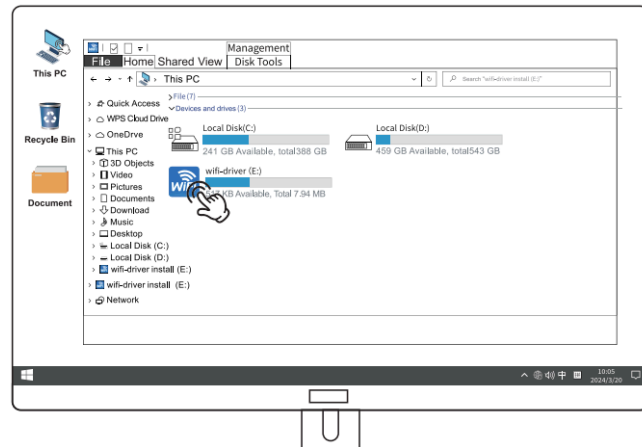 This PC
Recycle Bin
Document
Management
File Home Shared View Disk Tools
This PC
Search "wifi-driver install (E:)"
Quick Access
WPS Cloud Drive
OneDrve
This PC
3D Objects
Video
Pictures
Documents
Download
Music
Desktop
Local Disk (C:)
Local Disk (D:)
wifi-driver install (E:)
wifi-driver install (E:)
Network
File(7)
Devices and drives(3)
Local Disk(C:)
241 GB Available, total388 GB
Local Disk(D:)
459 GB Available, total543 GB
wifi-driver (E:)
WiFi
KB Available, Total 7.94 MB
中
10:05
2024/3/20